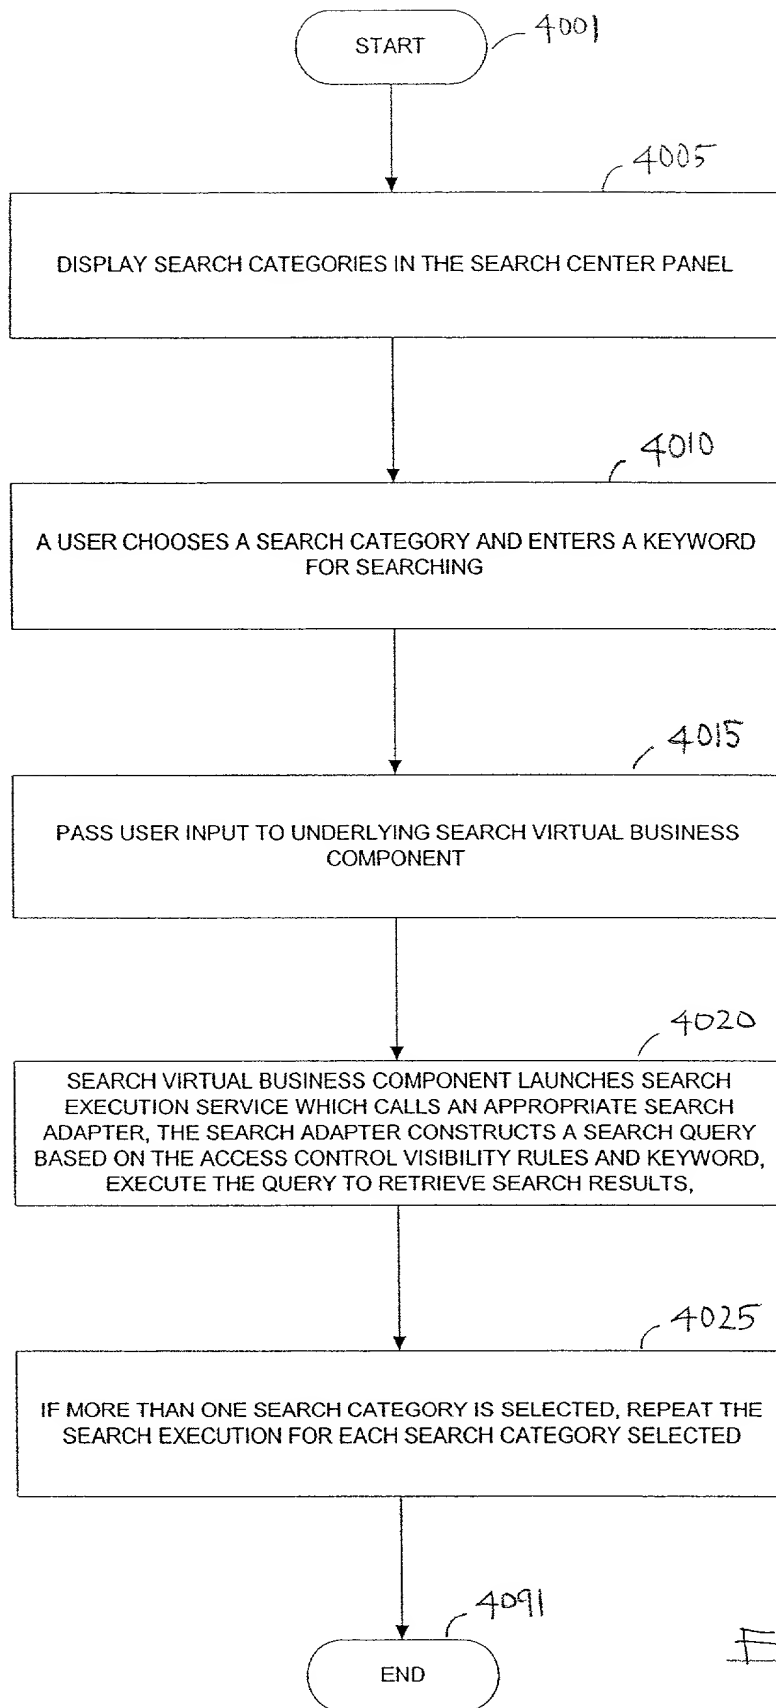 START
4001
4005
DISPLAY SEARCH CATEGORIES IN THE SEARCH CENTER PANEL
4010
A USER CHOOSES A SEARCH CATEGORY AND ENTERS A KEYWORD
FOR SEARCHING
4015
PASS USER INPUT TO UNDERLYING SEARCH VIRTUAL BUSINESS
COMPONENT
4020
SEARCH VIRTUAL BUSINESS COMPONENT LAUNCHES SEARCH
EXECUTION SERVICE WHICH CALLS AN APPROPRIATE SEARCH
ADAPTER, THE SEARCH ADAPTER CONSTRUCTS A SEARCH QUERY
BASED ON THE ACCESS CONTROL VISIBILITY RULES AND KEYWORD,
EXECUTE THE QUERY TO RETRIEVE SEARCH RESULTS,
4025
IF MORE THAN ONE SEARCH CATEGORY IS SELECTED, REPEAT THE
SEARCH EXECUTION FOR EACH SEARCH CATEGORY SELECTED
4091
END